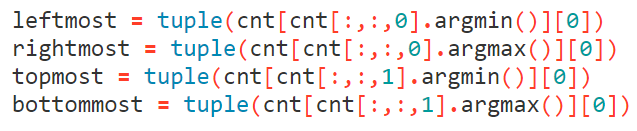 leftmost = tuple(cnt[cnt[:,:,0].argmin()][0])
rightmost = tuple(cnt[cnt[:,:,0].argmax()][0])
topmost = tuple(cnt[cnt[:,:,1].argmin()][0])
bottommost = tuple(cnt[cnt[:,:,1].argmax()][0])